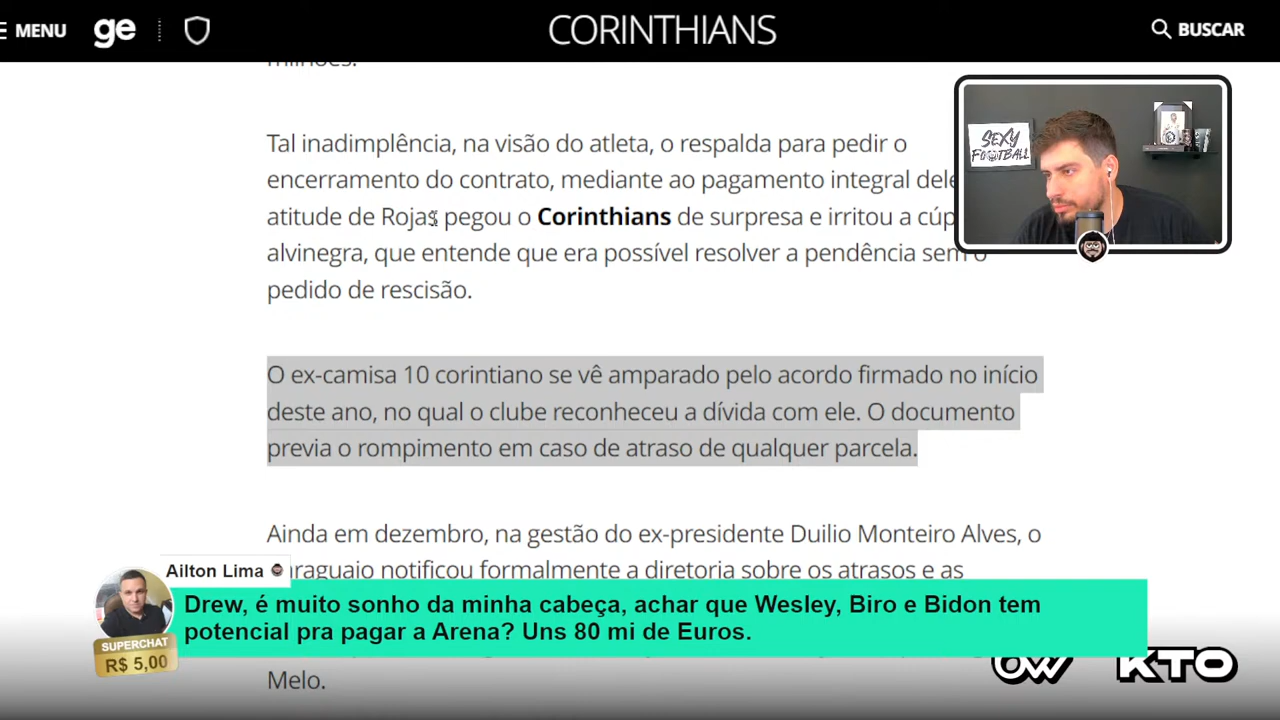 MENU
ge
CORINTHIANS
BUSCAR
milhões.
SEXY
FOOTBALL
Tal inadimplência, na visão do atleta, o respalda para pedir o
encerramento do contrato, mediante ao pagamento integral dele
atitude de Rojas pegou o Corinthians de surpresa e irritou a cúp
alvinegra, que entende que era possível resolver a pendência sem o
pedido de rescisão.
O ex-camisa 10 corintiano se vê amparado pelo acordo firmado no início
deste ano, no qual o clube reconheceu a dívida com ele. O documento
previa o rompimento em caso de atraso de qualquer parcela.
Ainda em dezembro, na gestão do ex-presidente Duilio Monteiro Alves, o
paraguaio notificou formalmente a diretoria sobre os atrasos e as
Ailton Lima
Drew, é muito sonho da minha cabeça, achar que Wesley, Biro e Bidon tem
potencial pra pagar a Arena? Uns 80 mi de Euros.
SUPERCHAT
R$ 5,00
OW
KTO
Melo.